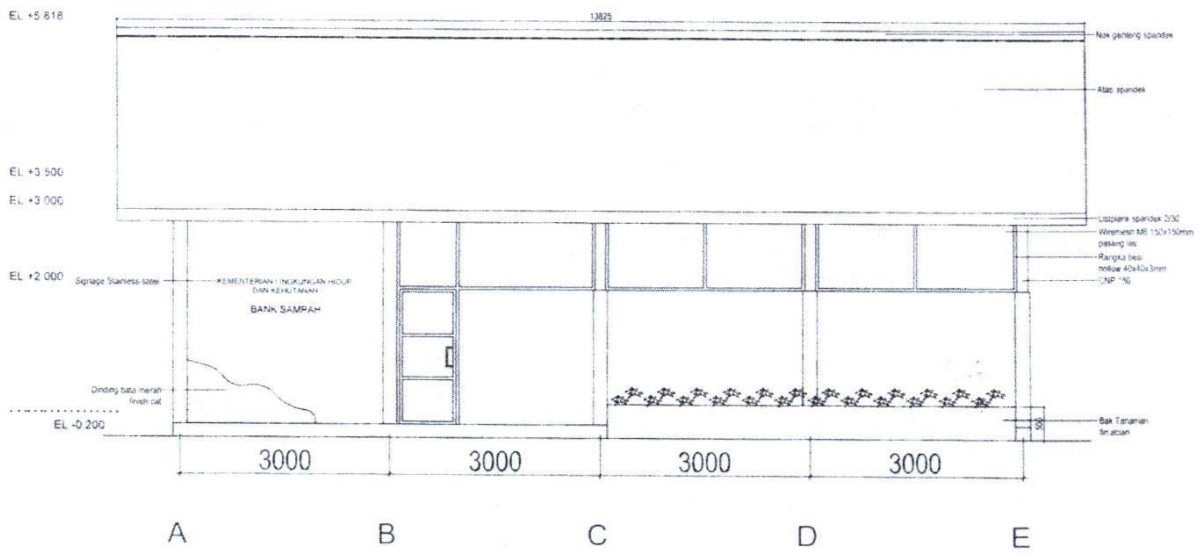 EL +5.818
13825
Nok genteng spandek
Atap spandek
EL +3.500
EL +3.000
Listplank spandek 2/30
Wiremesh M8 150x150mm
pasang las
Rangka besi
hollow 40x40x3mm
CNP 150
EL +2.000
Signage Stainless steel
KEMENTERIAN LINGKUNGAN HIDUP
DAN KEHUTANAN
BANK SAMPAH
Dinding bata merah
finish cat
EL -0.200
500
Bak Tanaman
fin acian
3000
3000
3000
3000
A
B
C
D
E